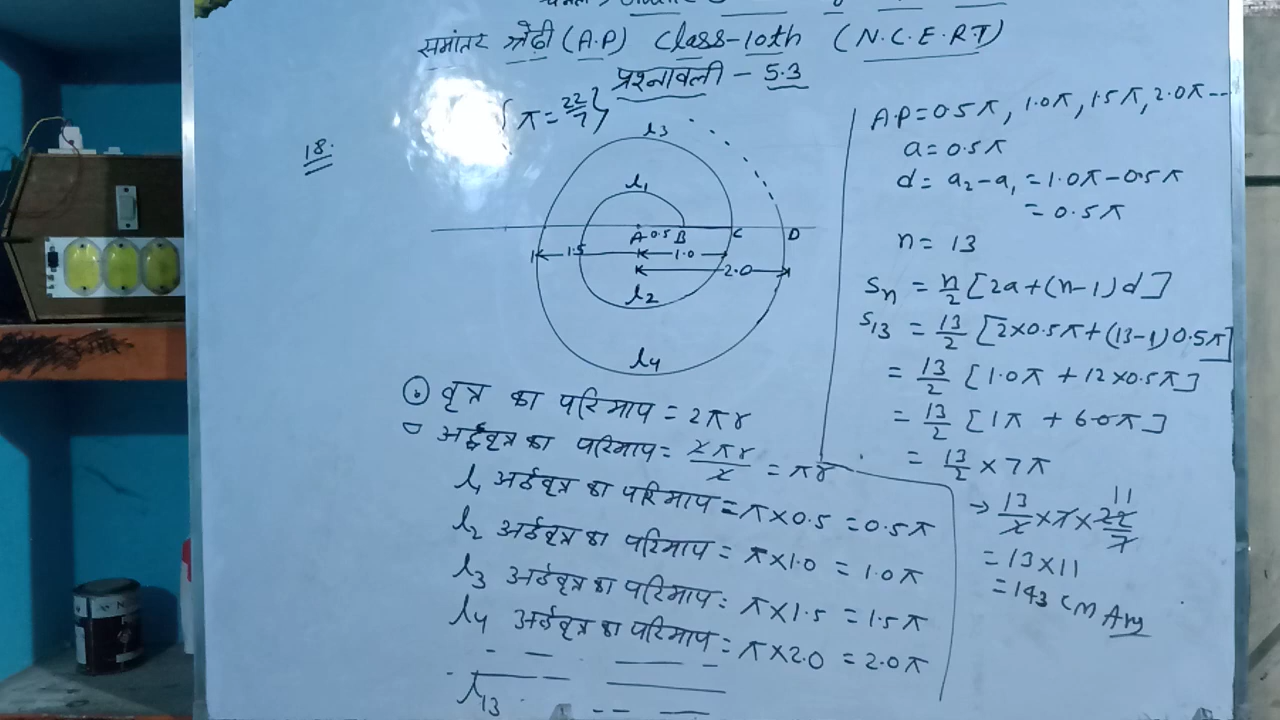 समांतर श्रेढी (A.P) Class-10th (N.C.E.R.T)
प्रश्नावली - 5.3
{π = 22/7}
18.
l3
l1
A 0.5 B C D
1.5 1.0
2.0
l2
l4
वृत्त का परिमाप = 2πr
अर्द्धवृत्त का परिमाप = 2πr/2 = πr
l1 अर्द्धवृत्त का परिमाप = π×0.5 = 0.5π
l2 अर्द्धवृत्त का परिमाप = π×1.0 = 1.0π
l3 अर्द्धवृत्त का परिमाप = π×1.5 = 1.5π
l4 अर्द्धवृत्त का परिमाप = π×2.0 = 2.0π
l13
A.P = 0.5π, 1.0π, 1.5π, 2.0π---
a = 0.5π
d = a2-a1 = 1.0π-0.5π
= 0.5π
n = 13
Sn = n/2 [2a+(n-1)d]
S13 = 13/2 [2×0.5π+(13-1)0.5π]
= 13/2 [1.0π + 12×0.5π]
= 13/2 [1π + 6.0π]
= 13/2 × 7π
→ 13/2 × 7 × 22/7 11
= 13×11
= 143 cm Ans